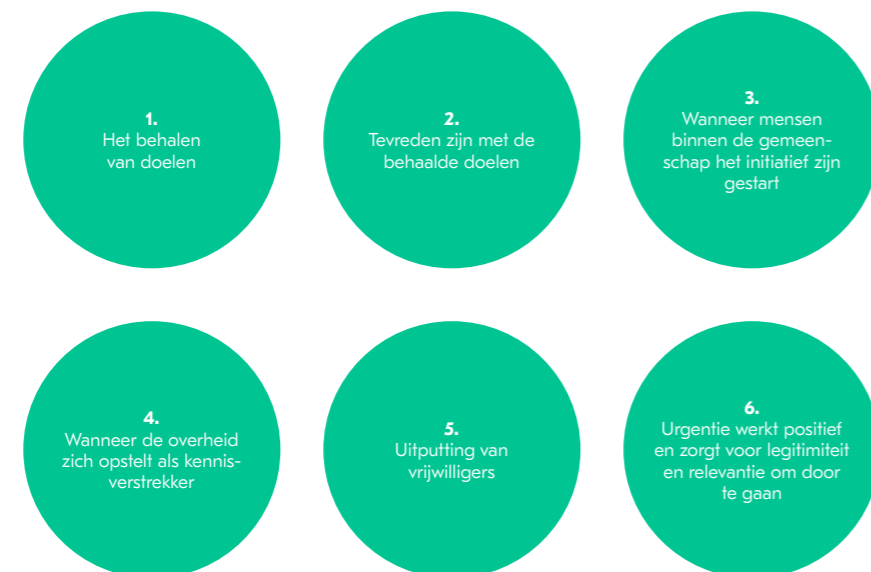 1.
Het behalen
van doelen
2.
Tevreden zijn met de
behaalde doelen
3.
Wanneer mensen
binnen de gemeen-
schap het initiatief zijn
gestart
4.
Wanneer de overheid
zich opstelt als kennis-
verstrekker
5.
Uitputting van
vrijwilligers
6.
Urgentie werkt positief
en zorgt voor legitimiteit
en relevantie om door
te gaan